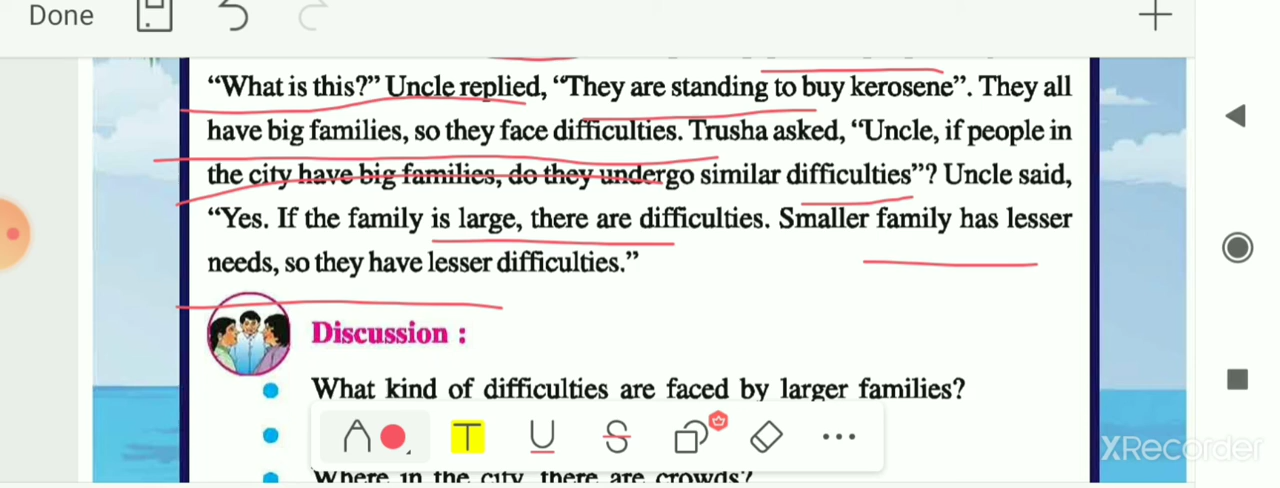 Done
“What is this?” Uncle replied, “They are standing to buy kerosene”. They all
have big families, so they face difficulties. Trusha asked, “Uncle, if people in
the city have big families, do they undergo similar difficulties”? Uncle said,
“Yes. If the family is large, there are difficulties. Smaller family has lesser
needs, so they have lesser difficulties.”
Discussion :
What kind of difficulties are faced by larger families?
T U S
Where in the city, there are crowds?
XRecorder